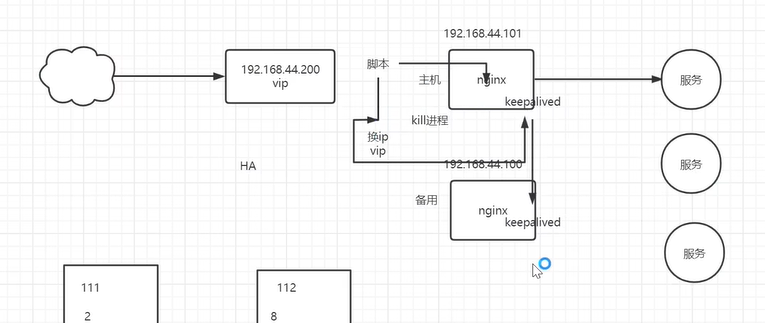 192.168.44.101
脚本
192.168.44.200
vip
主机
nginx
服务
keepalived
kill进程
换ip
vip
HA
192.168.44.100
服务
备用
nginx
keepalived
服务
111
112
2
8